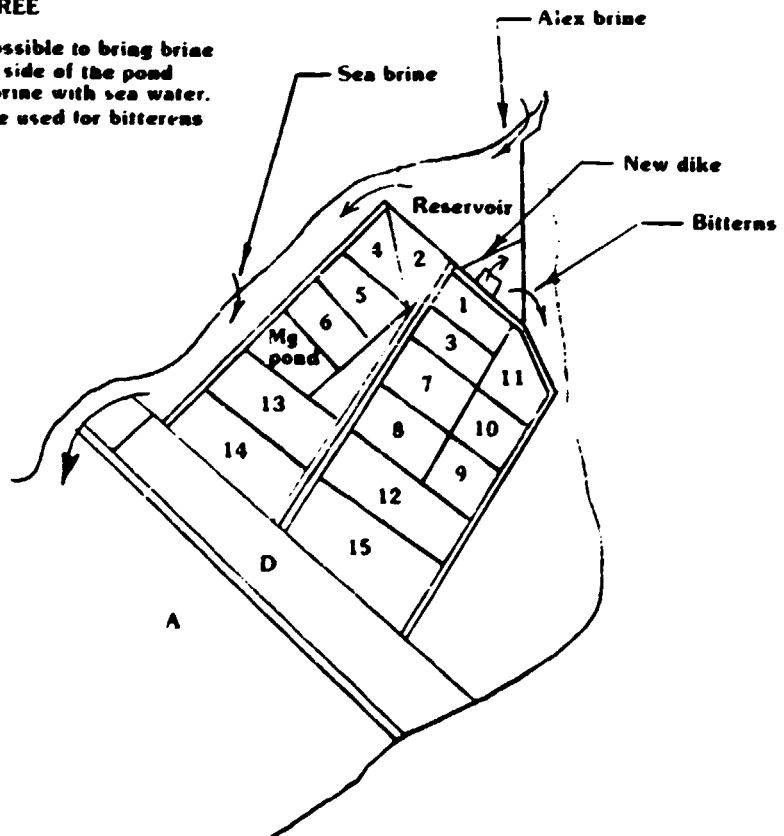 REE
ossible to bring brine
side of the pond
orine with sea water.
e used for bitterens
Alex brine
Sea brine
New dike
Reservoir
Bitterns
4
2
5
1
6
3
Mg
pond
7
11
13
8
10
14
9
12
15
D
A